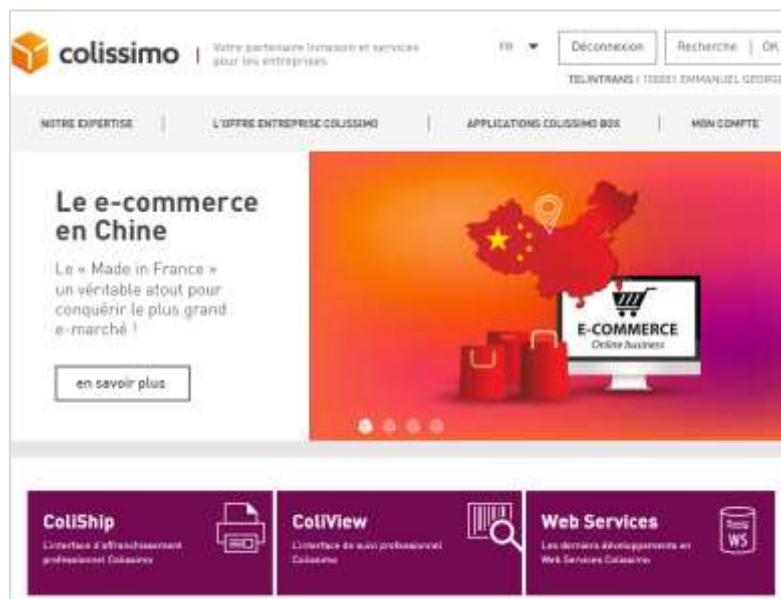 colissimo
Votre partenaire livraison et services
pour les entreprises
FR
Déconnexion
Recherche | OK
TELINTRANS | EMMANUEL GEORGE
NOTRE EXPERTISE
L'OFFRE ENTREPRISE COLISSIMO
APPLICATIONS COLISSIMO BOX
MON COMPTE
Le e-commerce
en Chine
Le « Made in France »
un véritable atout pour
conquérir le plus grand
e-marché !
en savoir plus
E-COMMERCE
Online business
ColiShip
L'interface d'affranchissement
professionnel Colissimo
ColiView
L'interface de suivi professionnel
Colissimo
Web Services
Les derniers développements en
Web Services Colissimo
WS